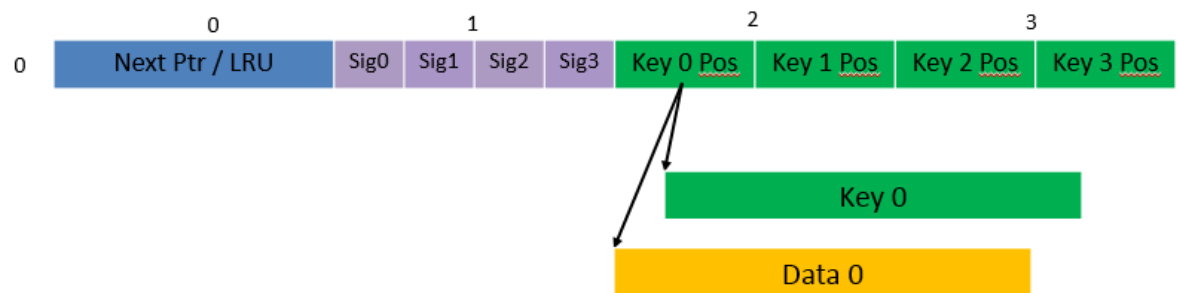 0 1 2 3
0 Next Ptr / LRU Sig0 Sig1 Sig2 Sig3 Key 0 Pos Key 1 Pos Key 2 Pos Key 3 Pos
Key 0
Data 0